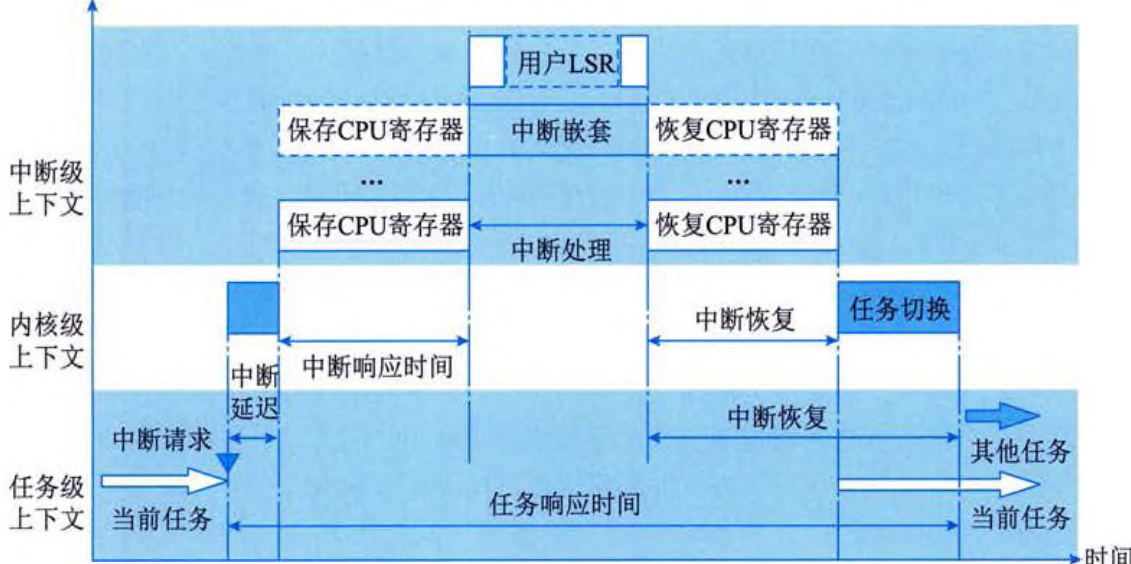 用户LSR
保存CPU寄存器
中断嵌套
恢复CPU寄存器
...
...
中断级
上下文
保存CPU寄存器
恢复CPU寄存器
中断处理
内核级
上下文
任务切换
中断恢复
中断响应时间
中断
延迟
中断恢复
中断请求
其他任务
任务级
上下文
任务响应时间
当前任务
当前任务
时间